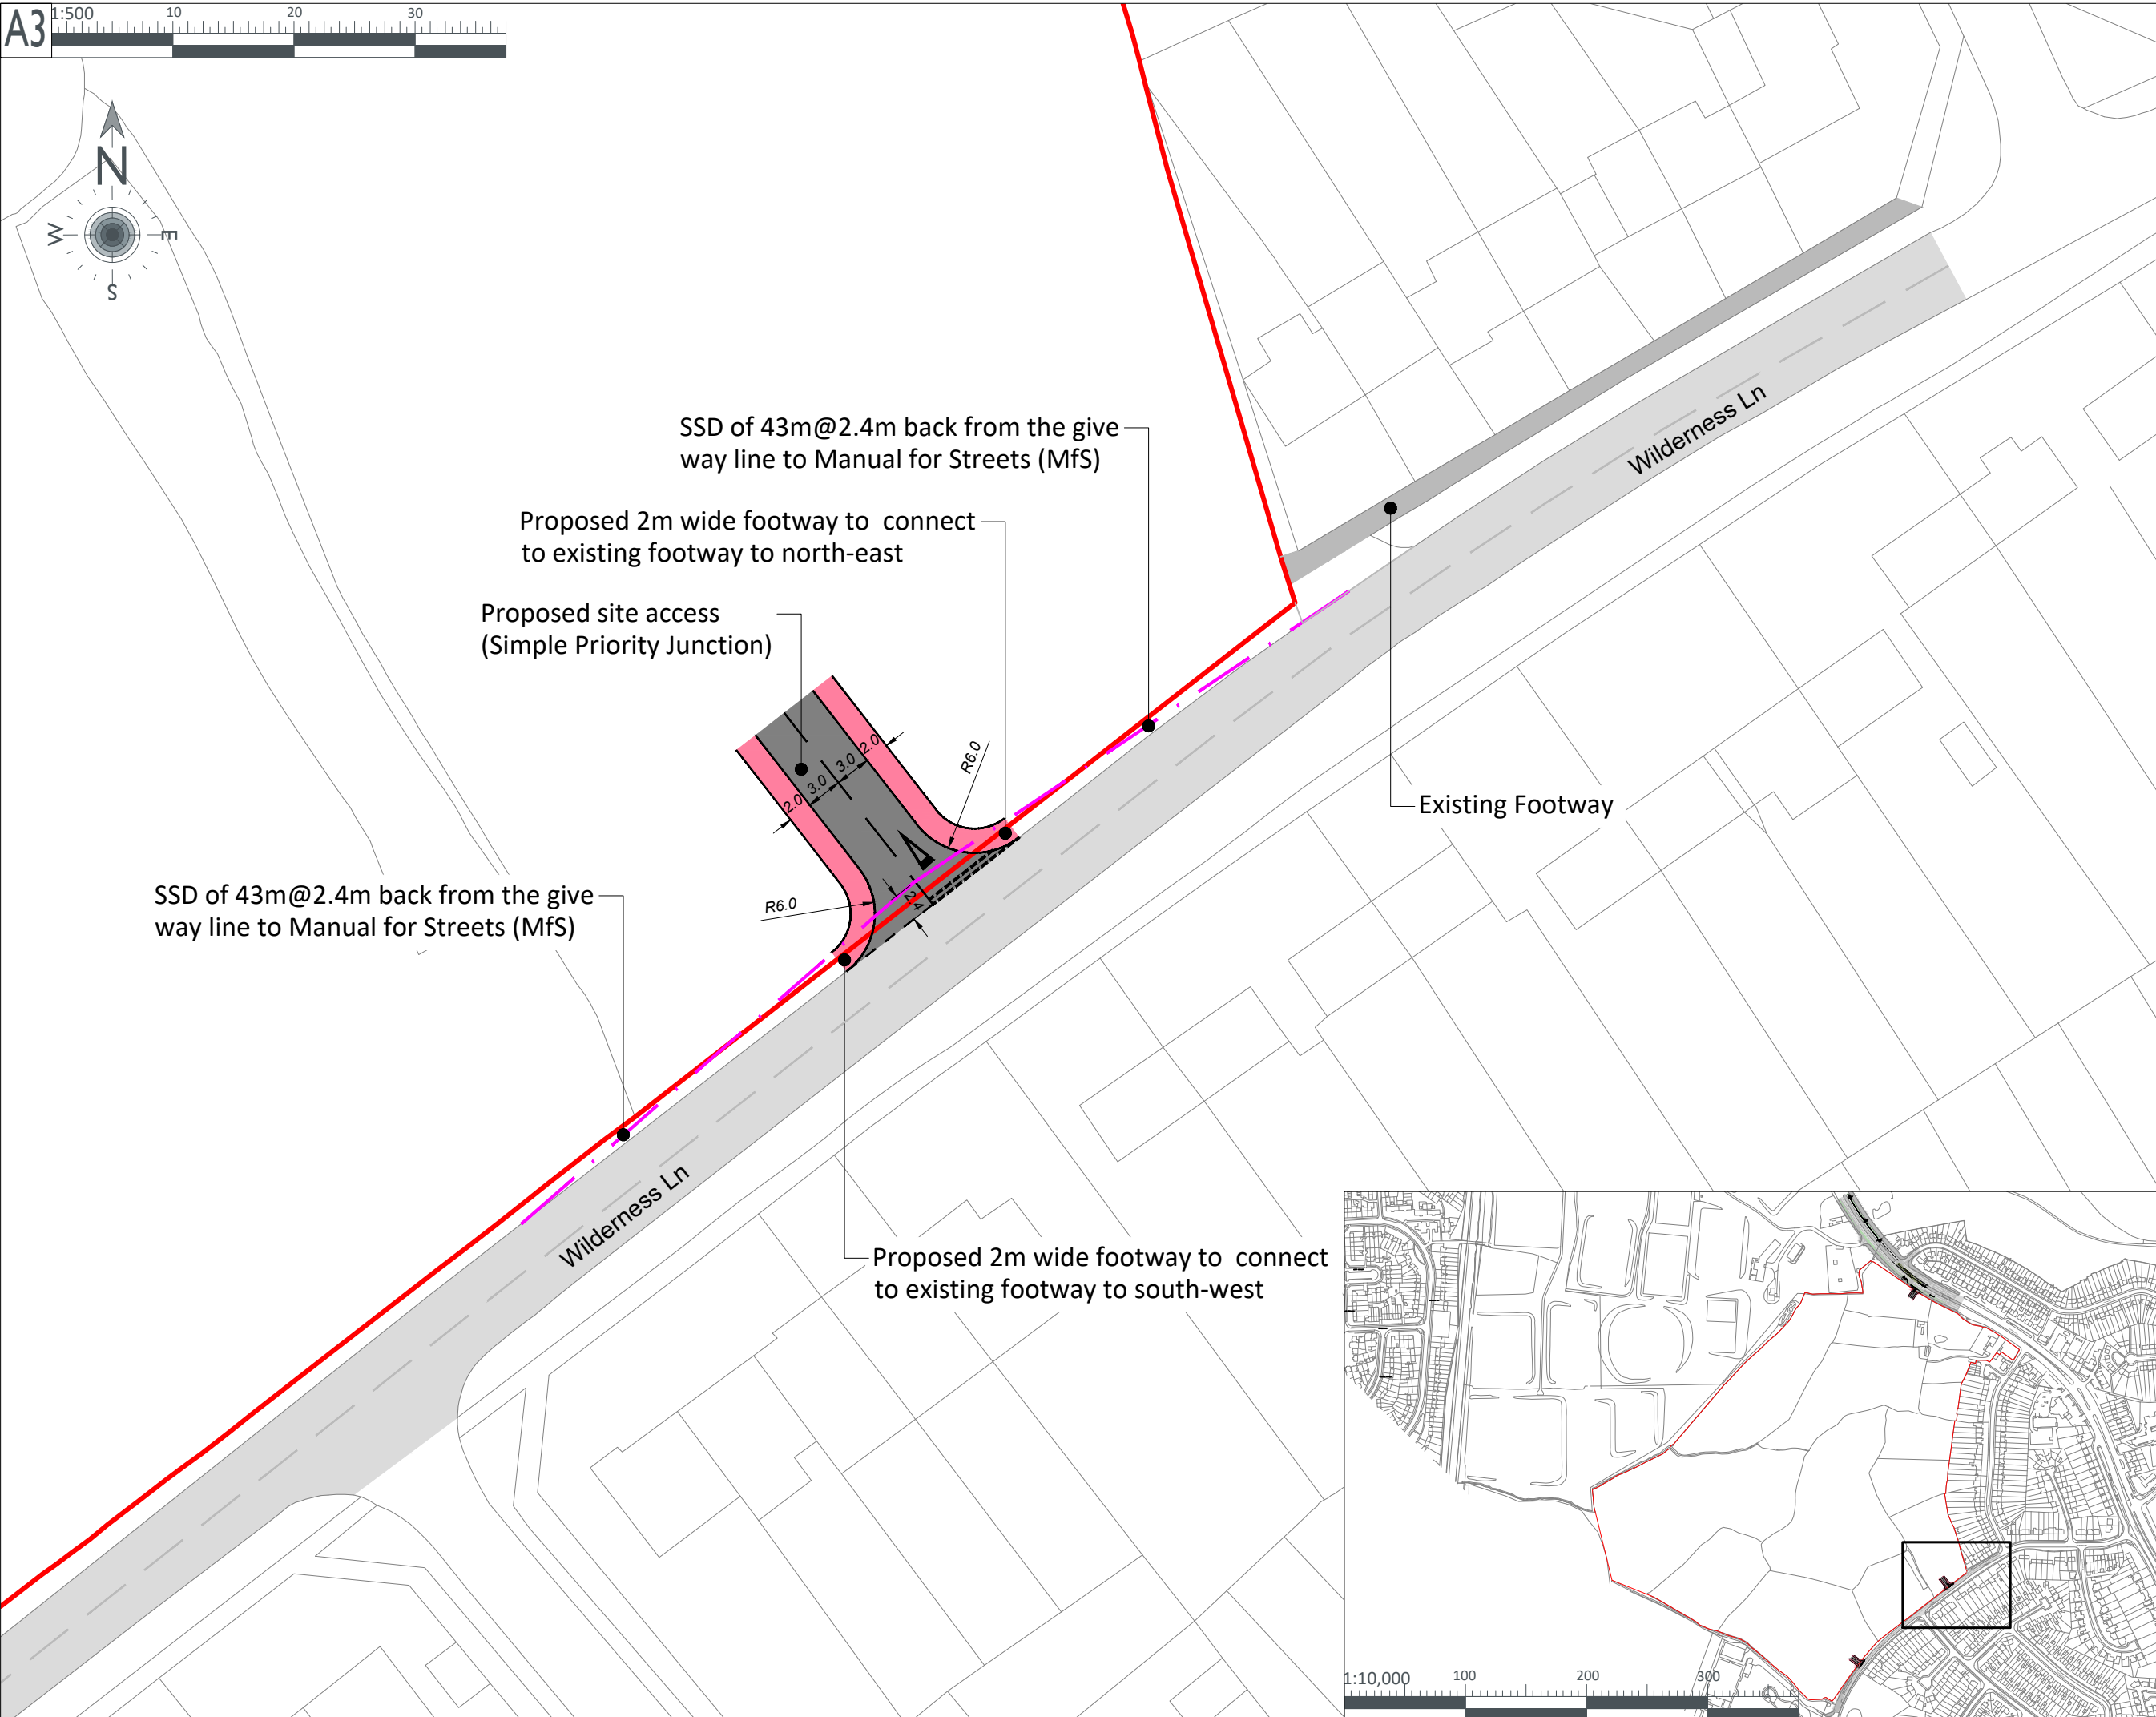 A3
1:500
10
20
30
N
W
E
S
SSD of 43m@2.4m back from the give
way line to Manual for Streets (MfS)
Proposed 2m wide footway to connect
to existing footway to north-east
Proposed site access
(Simple Priority Junction)
Wilderness Ln
2.0
3.0
3.0
2.0
R6.0
Existing Footway
R6.0
2.4
SSD of 43m@2.4m back from the give
way line to Manual for Streets (MfS)
Wilderness Ln
Proposed 2m wide footway to connect
to existing footway to south-west
1:10,000
100
200
300